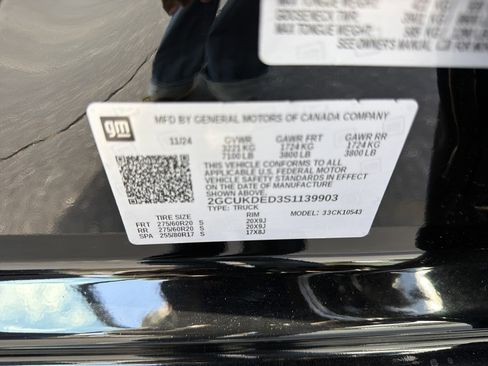 GOOSENECK TWR
MAX TONGUE WEIGHT
SEE OWNER'S MANUAL FOR MORE
gm
MFD BY GENERAL MOTORS OF CANADA COMPANY
11/24 GVWR GAWR FRT GAWR RR
3221 KG 1724 KG 1724 KG
7100 LB 3800 LB 3800 LB
THIS VEHICLE CONFORMS TO ALL
APPLICABLE U.S. FEDERAL MOTOR
VEHICLE SAFETY STANDARDS IN
EFFECT ON THE DATE OF
MANUFACTURE SHOWN ABOVE.
2GCUKDED3S1139903
TYPE: TRUCK
TIRE SIZE RIM MODEL: 33CK10543
FRT 275/60R20 S 20X9J
RR 275/60R20 S 20X9J
SPA 255/80R17 S 17X8J